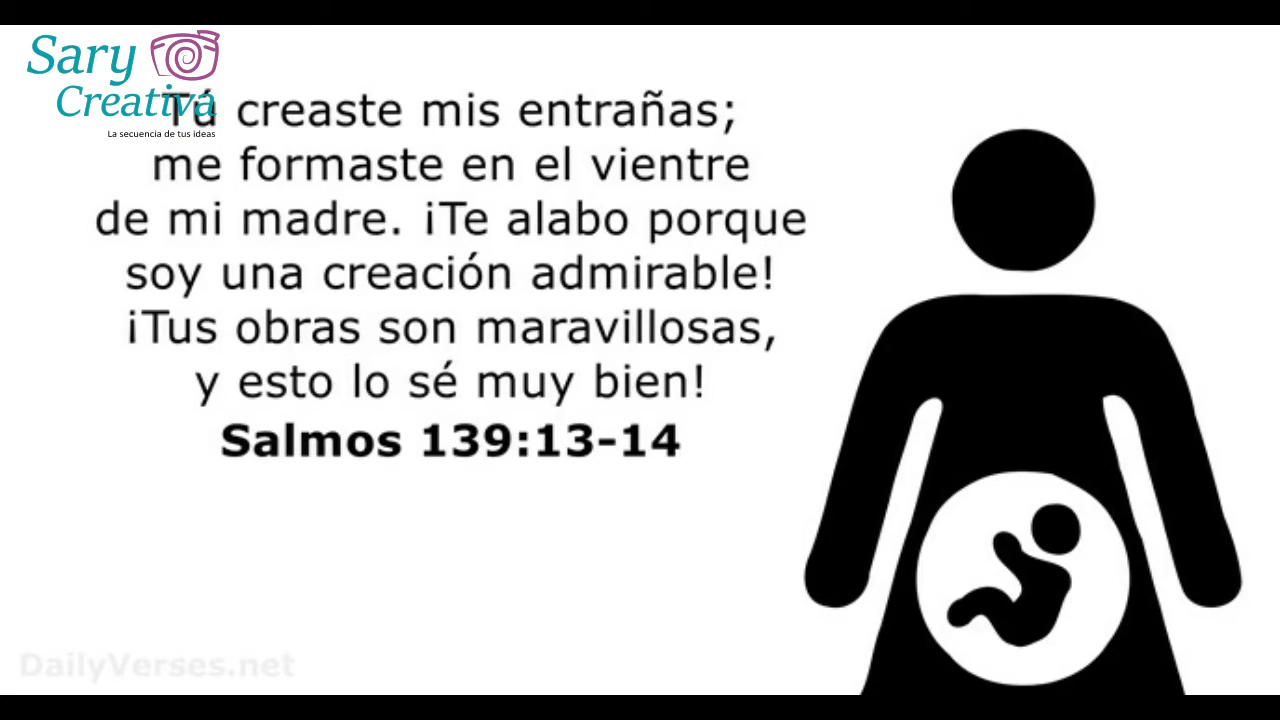 Sary
Creativa
La secuencia de tus ideas
Tú creaste mis entrañas;
me formaste en el vientre
de mi madre. ¡Te alabo porque
soy una creación admirable!
¡Tus obras son maravillosas,
y esto lo sé muy bien!
Salmos 139:13-14
DailyVerses.net